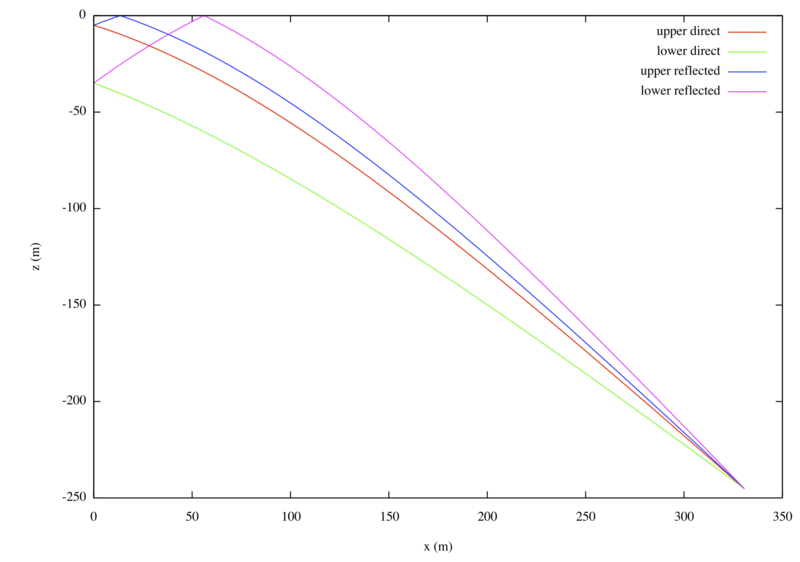 0
-50
-100
-150
-200
-250
z (m)
0 50 100 150 200 250 300 350
x (m)
upper direct
lower direct
upper reflected
lower reflected